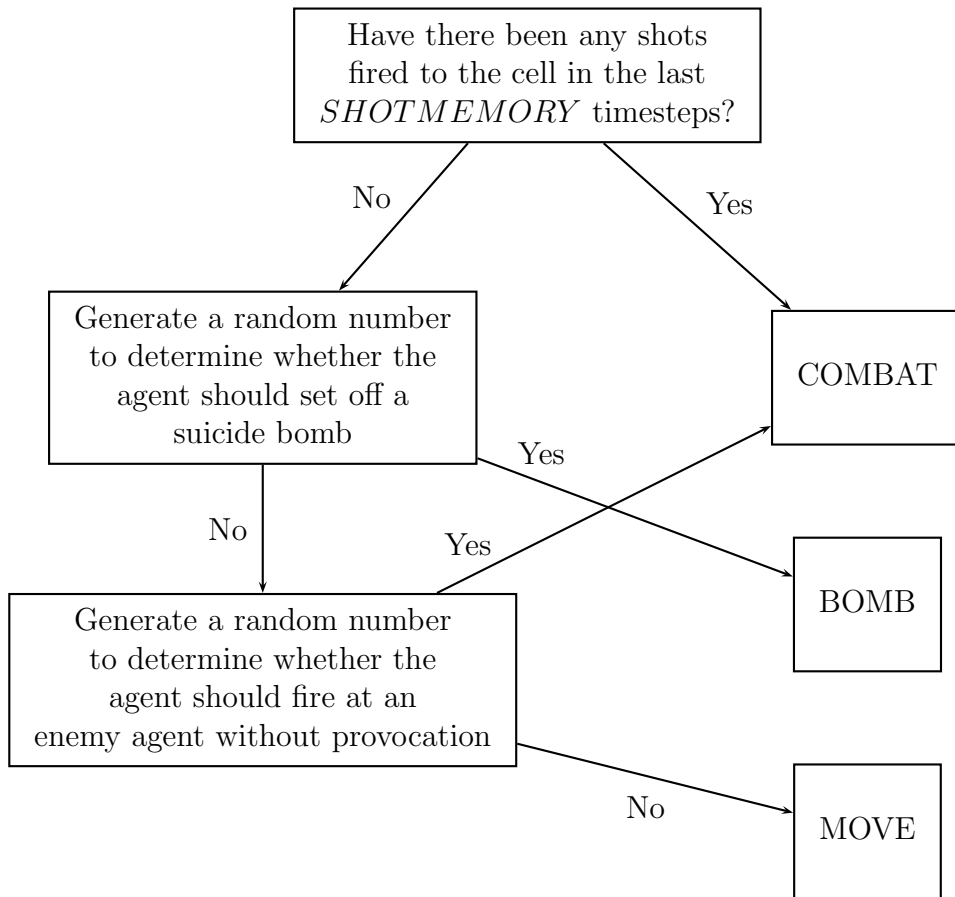 Have there been any shots
fired to the cell in the last
SHOTMEMORY timesteps?
No
Yes
Generate a random number
to determine whether the
agent should set off a
suicide bomb
COMBAT
Yes
No
Yes
BOMB
Generate a random number
to determine whether the
agent should fire at an
enemy agent without provocation
No
MOVE